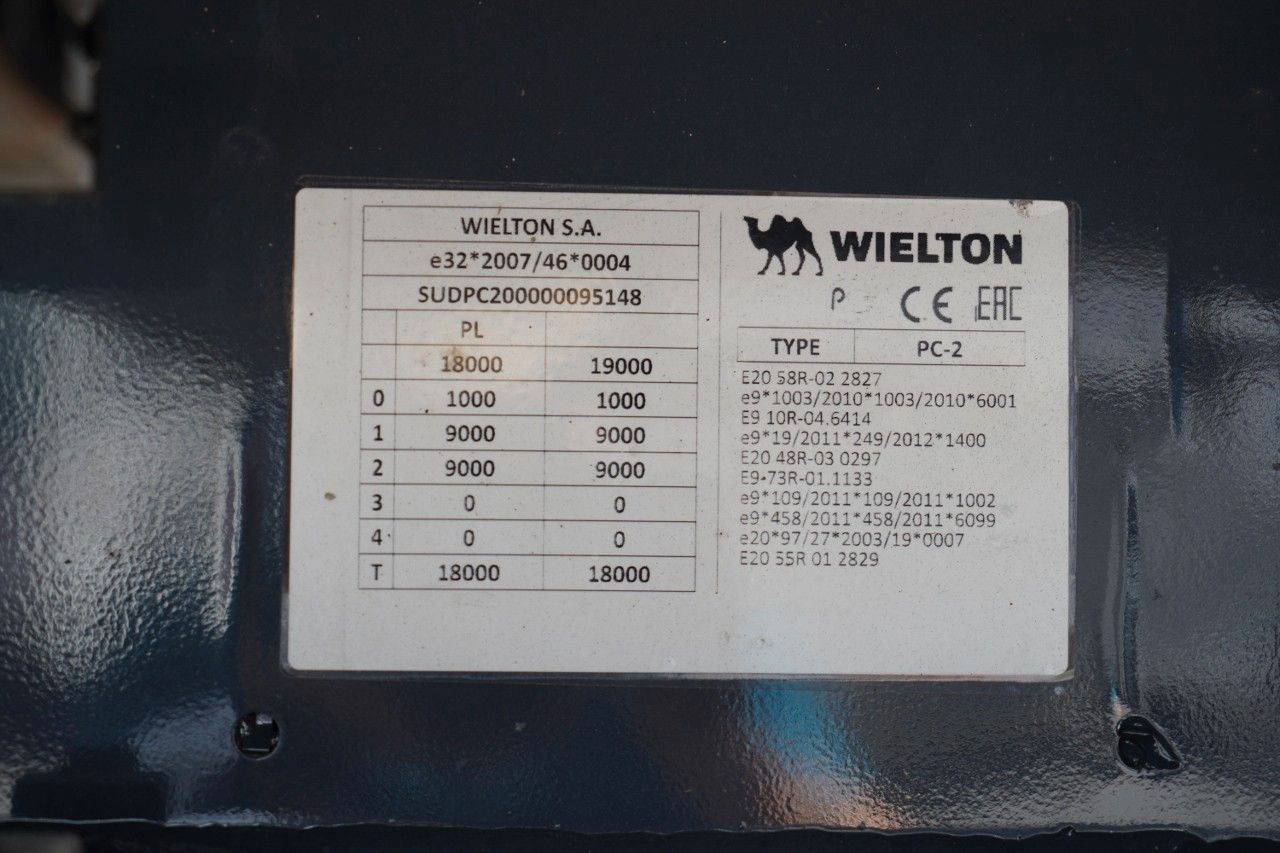 WIELTON S.A.
e32*2007/46*0004
SUDPC200000095148
PL
18000 19000
0 1000 1000
1 9000 9000
2 9000 9000
3 0 0
4 0 0
T 18000 18000
WIELTON
P CE EAC
TYPE PC-2
E20 58R-02 2827
e9*1003/2010*1003/2010*6001
E9 10R-04.6414
e9*19/2011*249/2012*1400
E20 48R-03 0297
E9-73R-01.1133
e9*109/2011*109/2011*1002
e9*458/2011*458/2011*6099
e20*97/27*2003/19*0007
E20 55R 01 2829